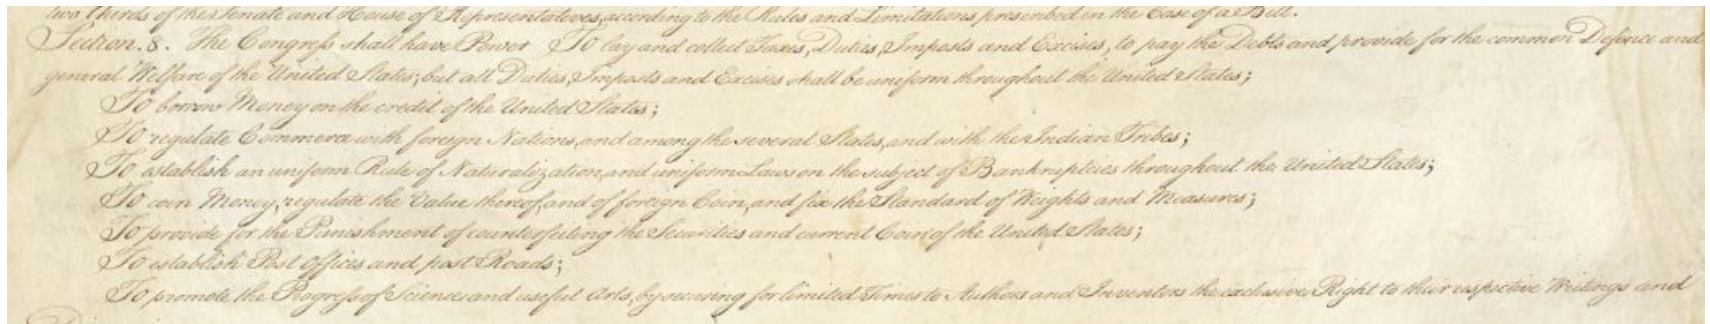 two thirds of the Senate and House of Representatives, according to the Rules and Limitations prescribed in the Case of a Bill.
Section. 8. The Congress shall have Power To lay and collect Taxes, Duties, Imposts and Excises, to pay the Debts and provide for the common Defence and
general Welfare of the United States; but all Duties, Imposts and Excises shall be uniform throughout the United States;
To borrow Money on the credit of the United States;
To regulate Commerce with foreign Nations, and among the several States, and with the Indian Tribes;
To establish an uniform Rule of Naturalization, and uniform Laws on the subject of Bankruptcies throughout the United States;
To coin Money, regulate the Value thereof, and of foreign Coin, and fix the Standard of Weights and Measures;
To provide for the Punishment of counterfeiting the Securities and current Coin of the United States;
To establish Post Offices and post Roads;
To promote the Progress of Science and useful Arts, by securing for limited Times to Authors and Inventors the exclusive Right to their respective Writings and